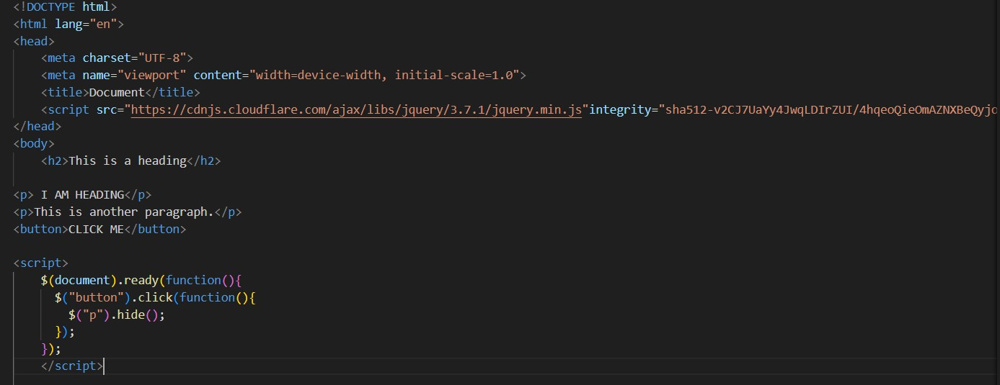 <!DOCTYPE html>
<html lang="en">
<head>
    <meta charset="UTF-8">
    <meta name="viewport" content="width=device-width, initial-scale=1.0">
    <title>Document</title>
    <script src="https://cdnjs.cloudflare.com/ajax/libs/jquery/3.7.1/jquery.min.js"integrity="sha512-v2CJ7UaYy4JwqLDIrZUI/4hqeoQieOmAZNXBeQyjo
</head>
<body>
    <h2>This is a heading</h2>

<p> I AM HEADING</p>
<p>This is another paragraph.</p>
<button>CLICK ME</button>

<script>
    $(document).ready(function(){
      $("button").click(function(){
        $("p").hide();
      });
    });
    </script>